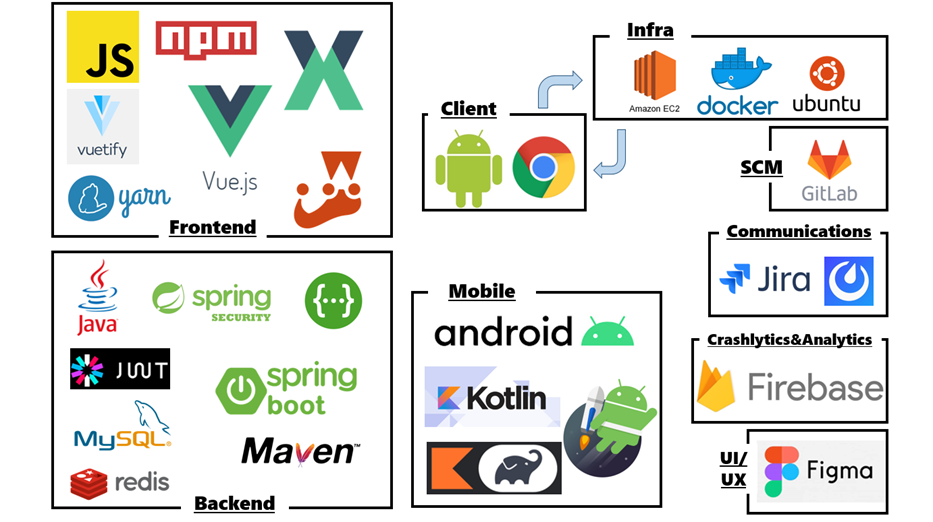 JS
npm
vuetify
Vue.js
yarn
Frontend
Client
Infra
Amazon EC2
docker
ubuntu
SCM
GitLab
Communications
Jira
Java
spring
SECURITY
{···}
JWT
spring
boot
MySQL®
Maven™
redis
Backend
Mobile
android
Kotlin
Crashlytics&Analytics
Firebase
UI/
UX
Figma